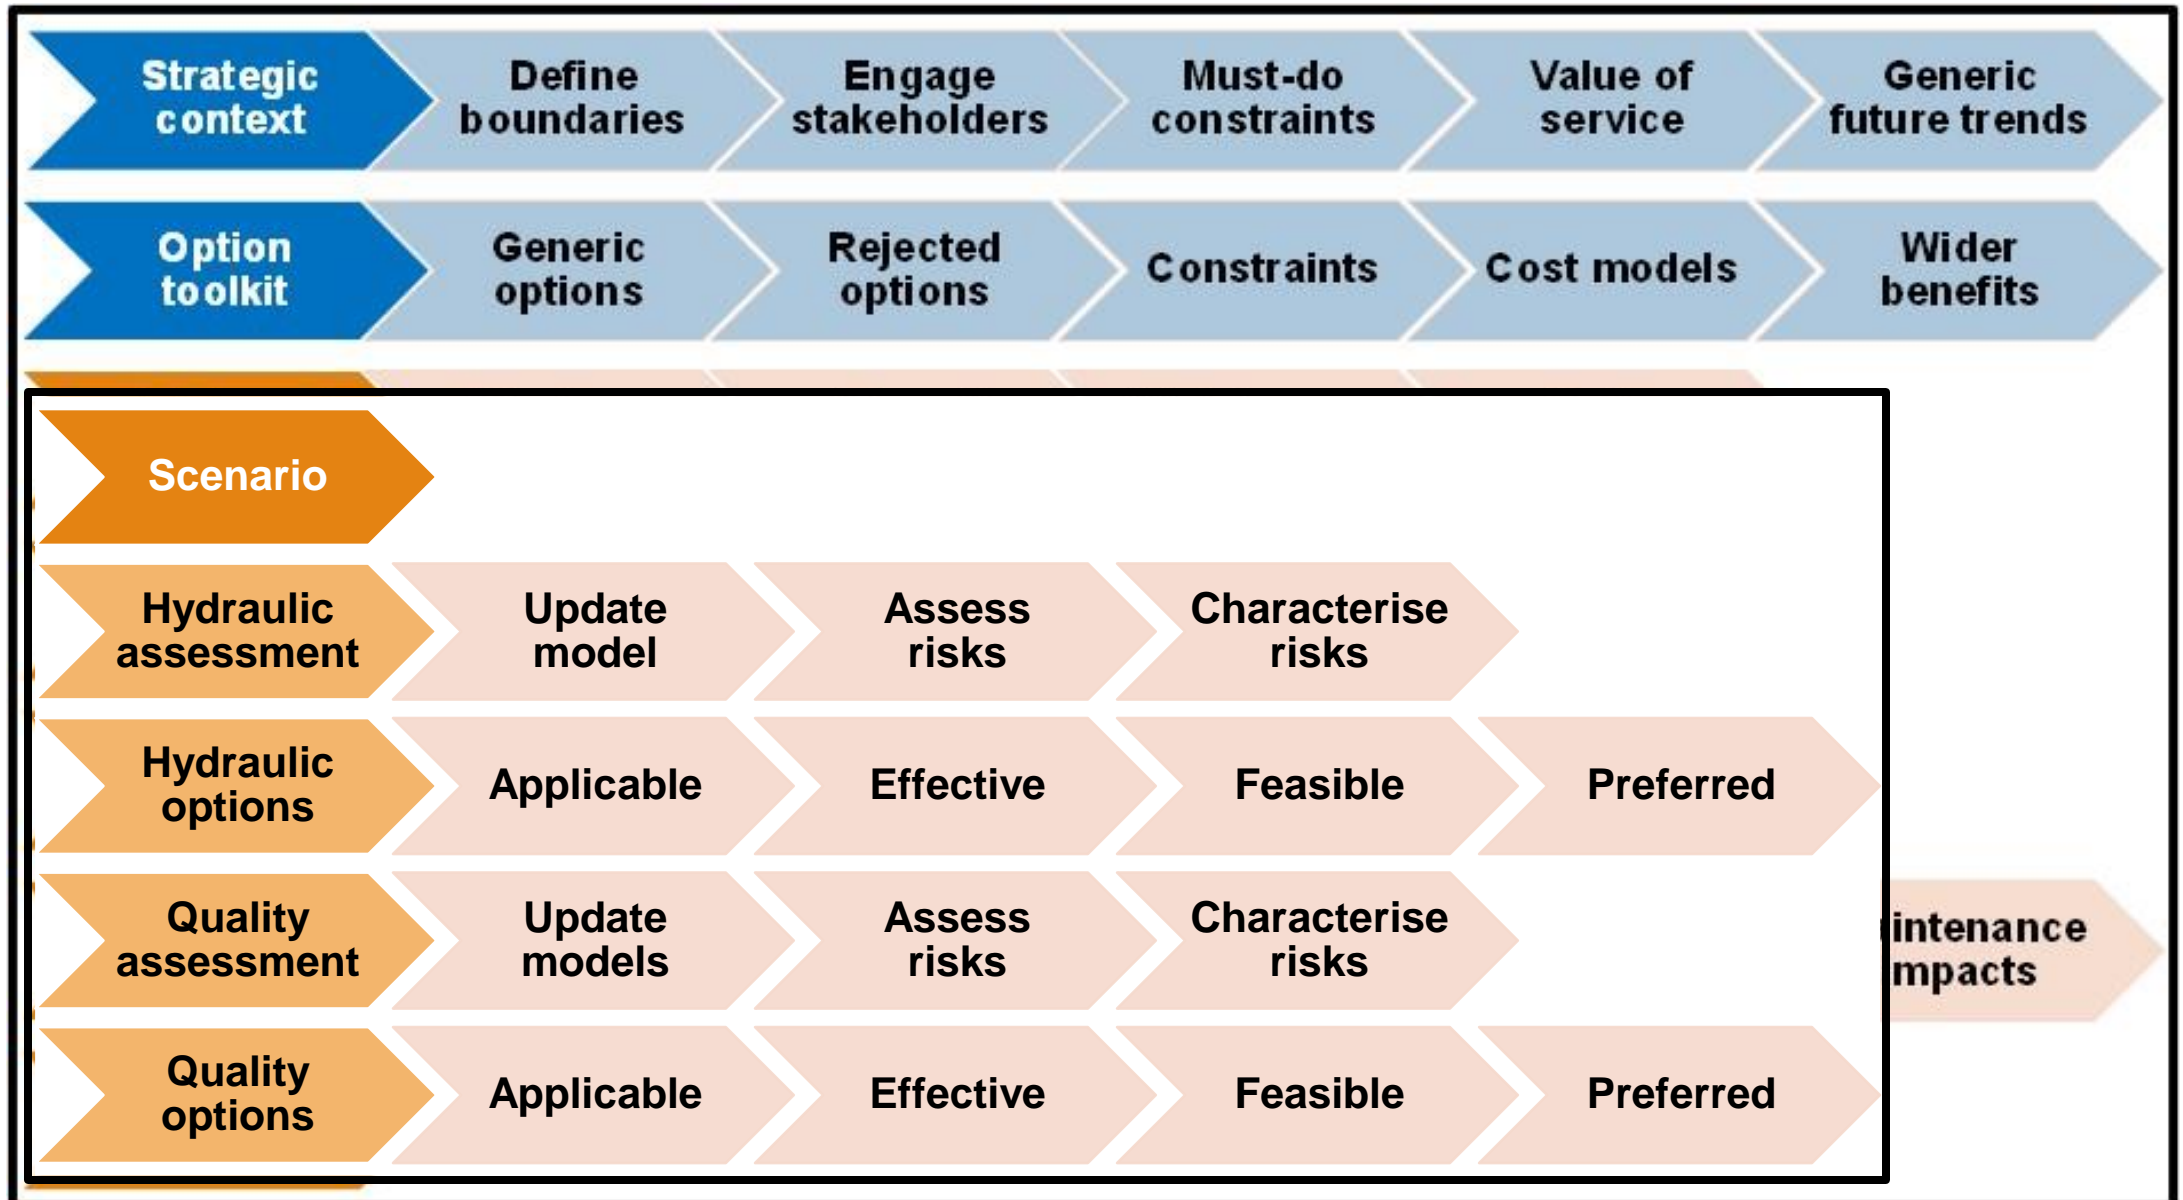 Strategic
context
Define
boundaries
Engage
stakeholders
Must-do
constraints
Value of
service
Generic
future trends
Option
toolkit
Generic
options
Rejected
options
Constraints
Cost models
Wider
benefits
Scenario
Hydraulic
assessment
Update
model
Assess
risks
Characterise
risks
Hydraulic
options
Applicable
Effective
Feasible
Preferred
Quality
assessment
Update
models
Assess
risks
Characterise
risks
intenance
mpacts
Quality
options
Applicable
Effective
Feasible
Preferred